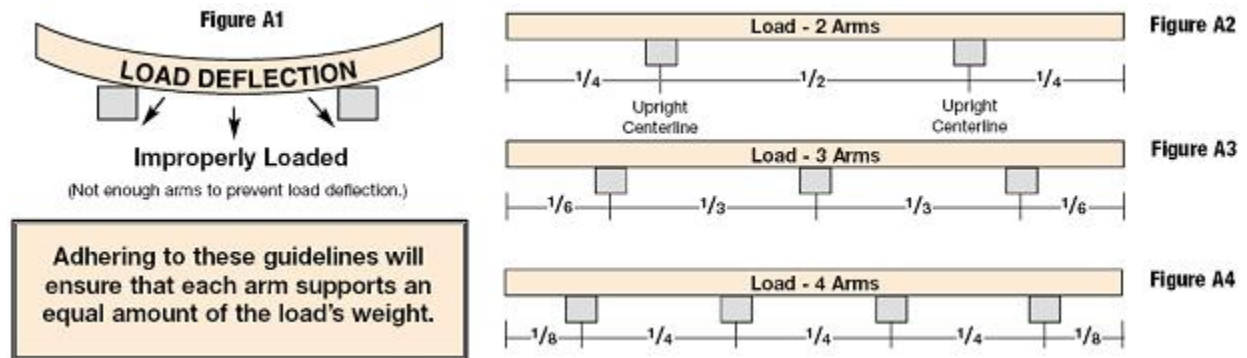 Figure A1
LOAD DEFLECTION
Improperly Loaded
(Not enough arms to prevent load deflection.)
Adhering to these guidelines will
ensure that each arm supports an
equal amount of the load's weight.
Load - 2 Arms
Figure A2
1/4 1/2 1/4
Upright Upright
Centerline Centerline
Load - 3 Arms
Figure A3
1/6 1/3 1/3 1/6
Load - 4 Arms
Figure A4
1/8 1/4 1/4 1/4 1/8